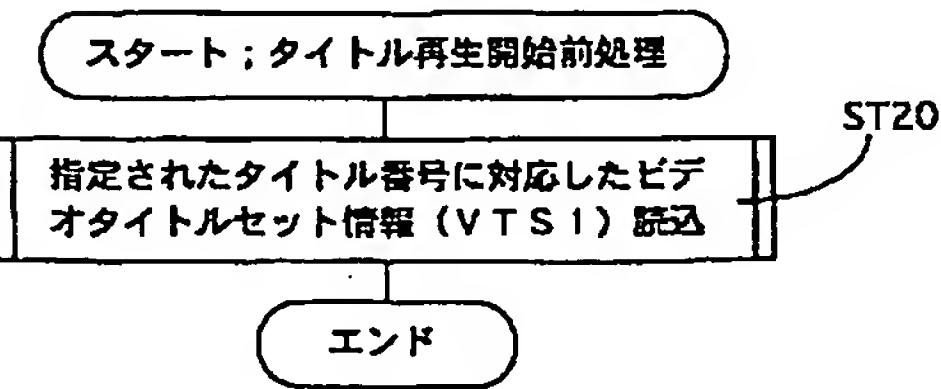 スタート；タイトル再生開始前処理
ST20
指定されたタイトル番号に対応したビデ
オタイトルセット情報（ＶＴＳＩ）読込
エンド